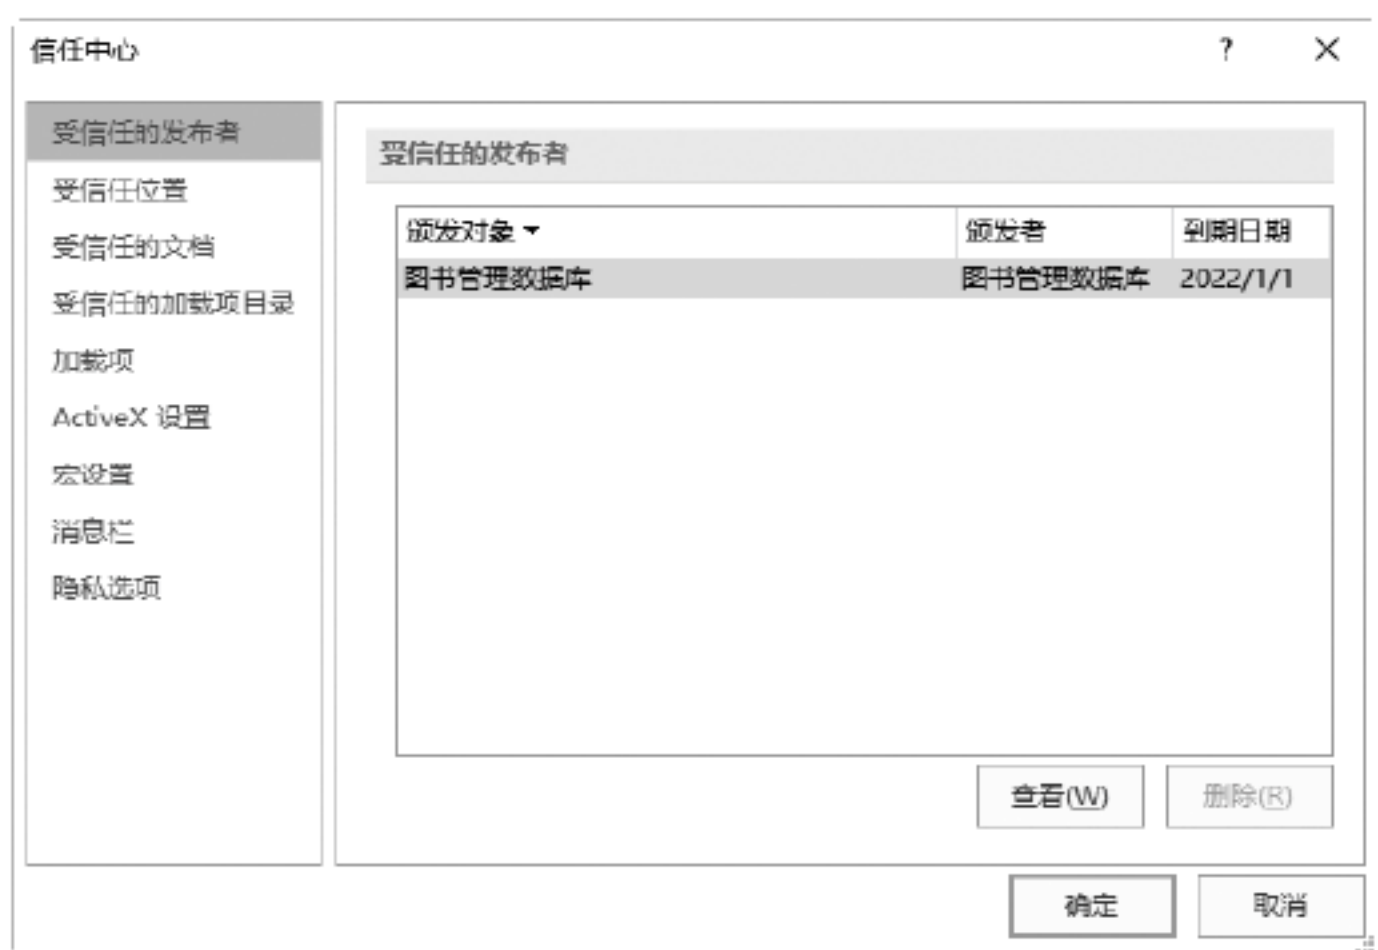 信任中心
?
受信任的发布者
受信任位置
受信任的文档
受信任的加载项目录
加载项
ActiveX 设置
宏设置
消息栏
隐私选项
受信任的发布者
颁发对象 颁发者 到期日期
图书管理数据库 图书管理数据库 2022/1/1
查看(W) 删除(R)
确定 取消